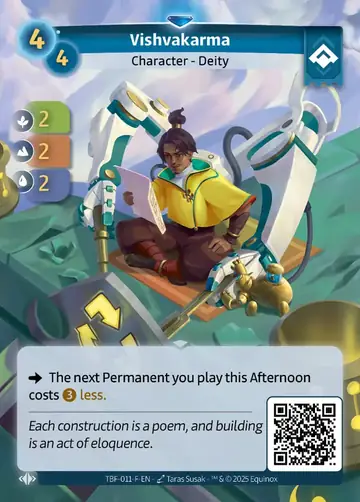 4
Vishvakarma
4
Character - Deity
2
2
2
The next Permanent you play this Afternoon
costs 3 less.
Each construction is a poem, and building
is an act of eloquence.
TBF-011-F-EN - Taras Susak - ™ & © 2025 Equinox